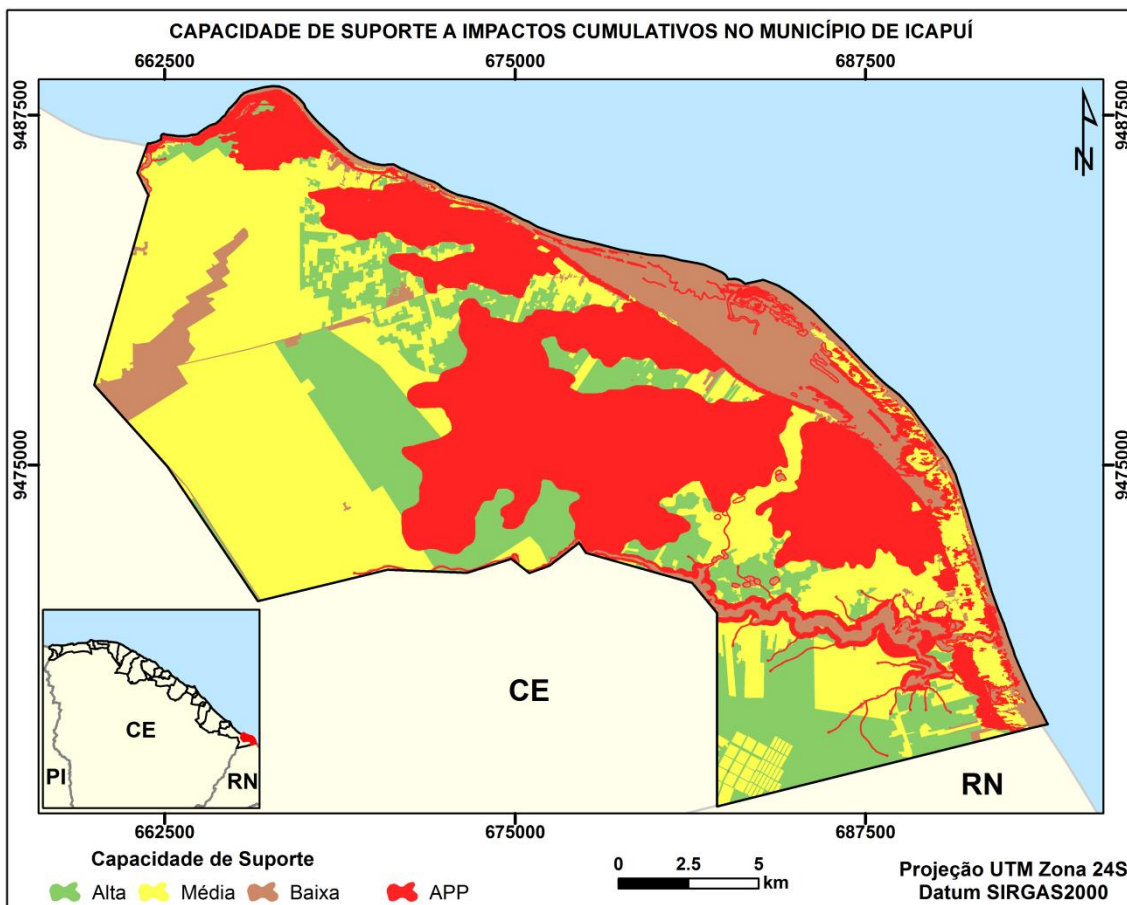 CAPACIDADE DE SUPORTE A IMPACTOS CUMULATIVOS NO MUNICÍPIO DE ICAPUÍ
662500 675000 687500
9487500 9487500
N
9475000 9475000
CE
RN
CE
PI
RN
662500 675000 687500
Capacidade de Suporte
Alta Média Baixa APP
0 2.5 5
km
Projeção UTM Zona 24S
Datum SIRGAS2000